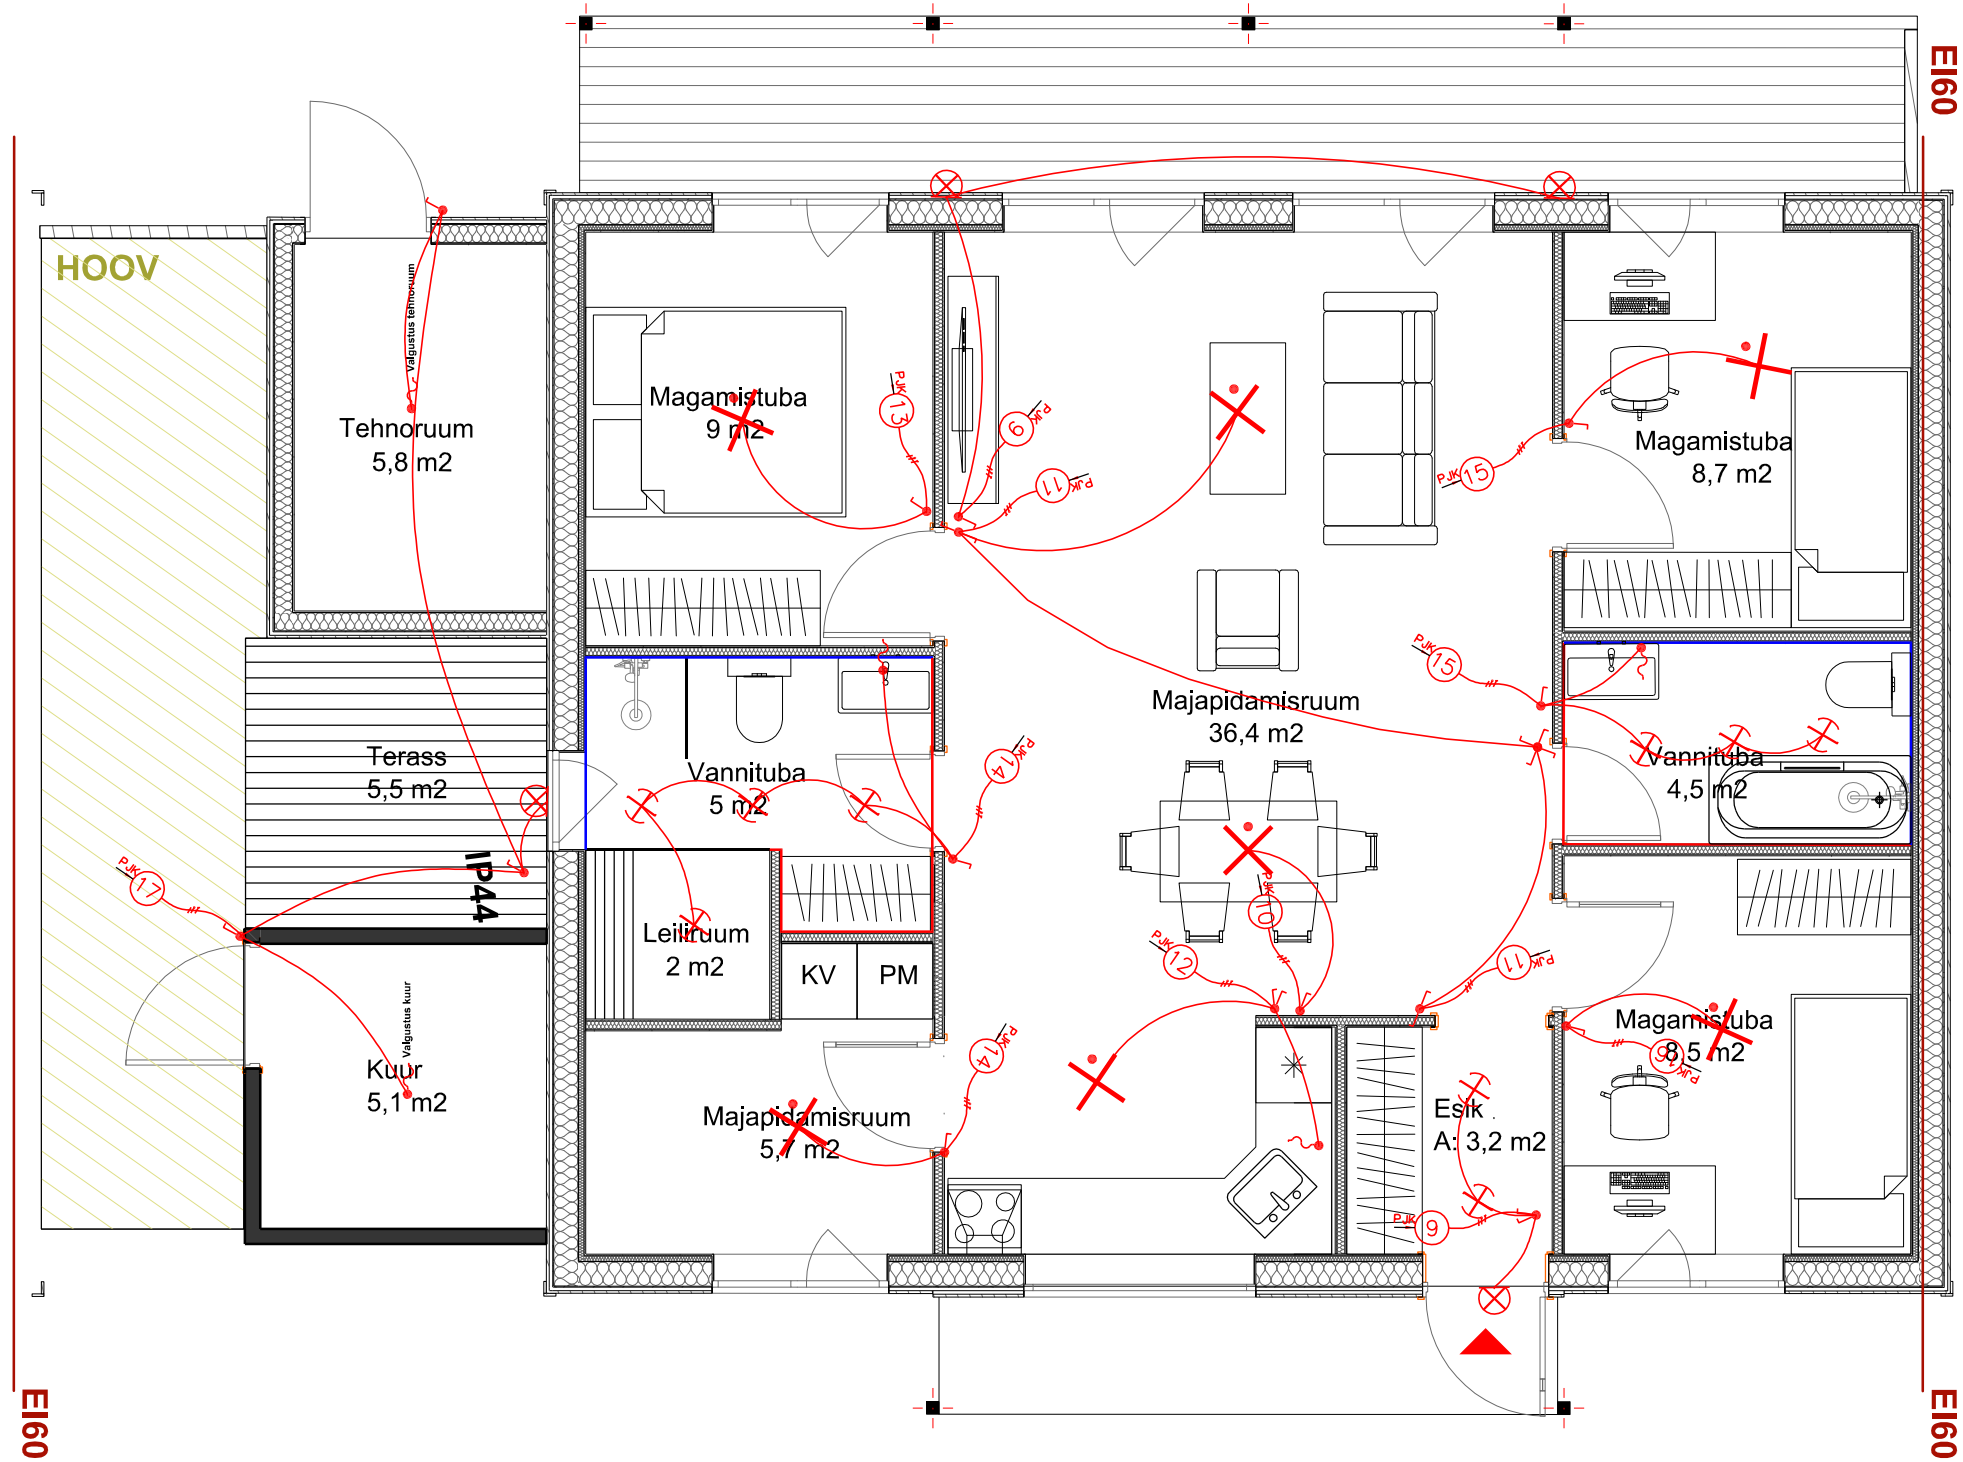 EI60
HOOV
Valgustus tehnoruum
Tehnoruum
5,8 m2
Magamistuba
9 m2
PJK 13
PJK 9
PJK 11
PJK 15
Magamistuba
8,7 m2
PJK 15
Majapidamisruum
36,4 m2
Terass
5,5 m2
Vannituba
5 m2
PJK 14
Vannituba
4,5 m2
PJK 17
IP44
PJK 10
PJK 12
PJK 11
Leiliruum
2 m2
KV
PM
Valgustus kuur
Kuur
5,1 m2
PJK 14
Magamistuba
8,5 m2
PJK 16
Majapidamisruum
5,7 m2
Esik
A: 3,2 m2
PJK 9
EI60
EI60